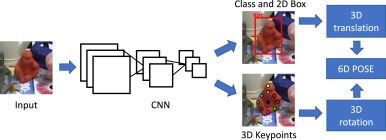 Class and 2D Box
3D
translation
6D POSE
3D
rotation
Input
CNN
3D Keypoints